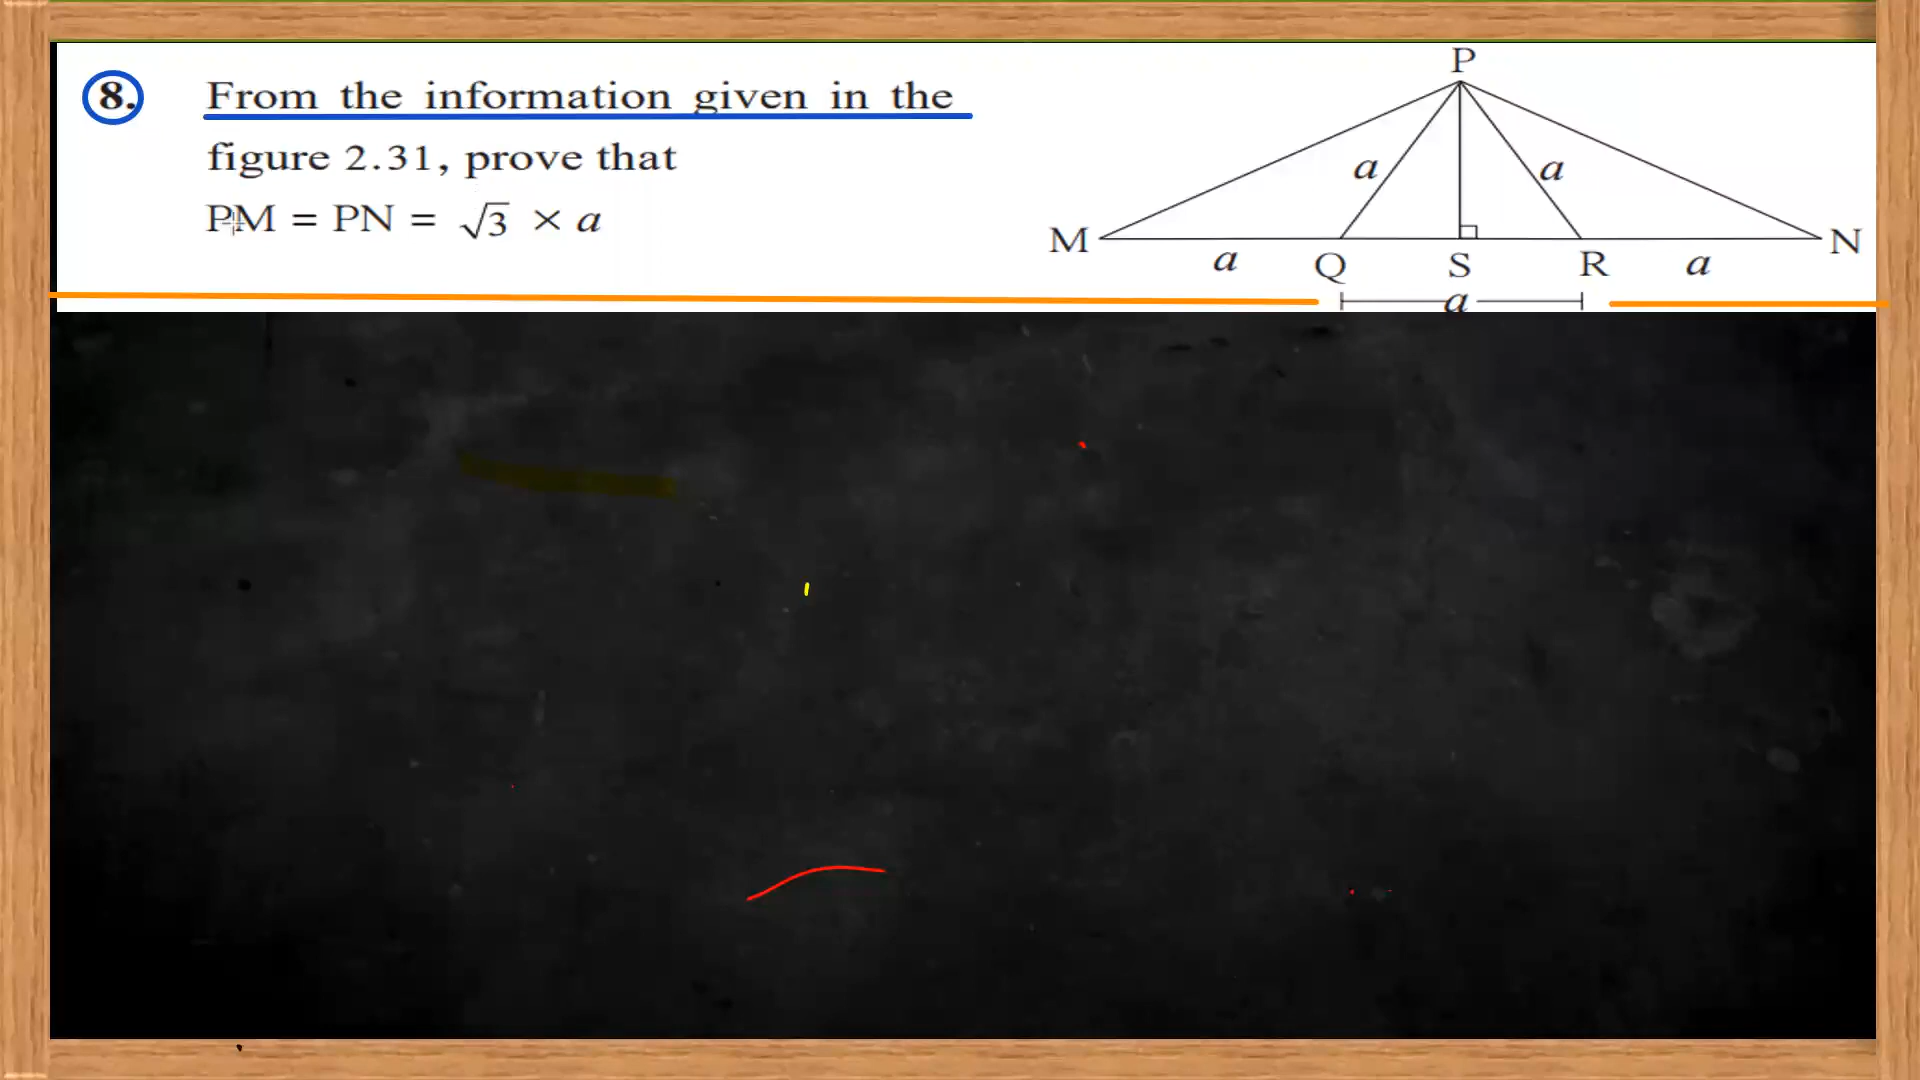 8. From the information given in the
figure 2.31, prove that
PM = PN = √3 × a
P
a a
M N
a Q S R a
a